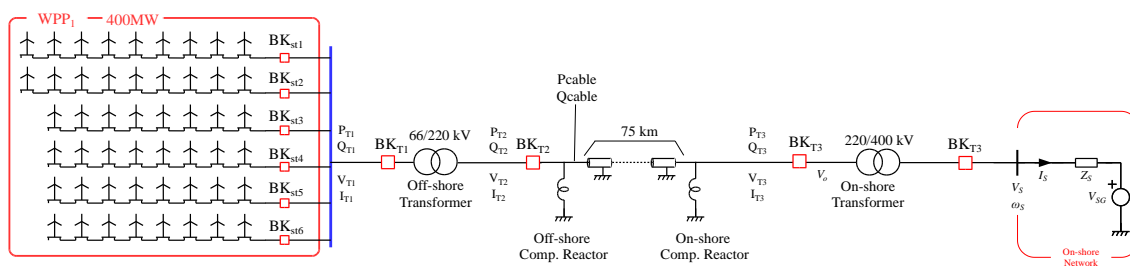 WPP1 400MW
BKst1
BKst2
BKst3
BKst4
BKst5
BKst6
PT1
QT1
VT1
IT1
BKT1
66/220 kV
Off-shore
Transformer
PT2
QT2
VT2
IT2
BKT2
Pcable
Qcable
75 km
Off-shore
Comp. Reactor
On-shore
Comp. Reactor
PT3
QT3
VT3
IT3
BKT3
Vo
220/400 kV
On-shore
Transformer
BKT3
VS
ωS
IS
ZS
VSG
+
On-shore
Network